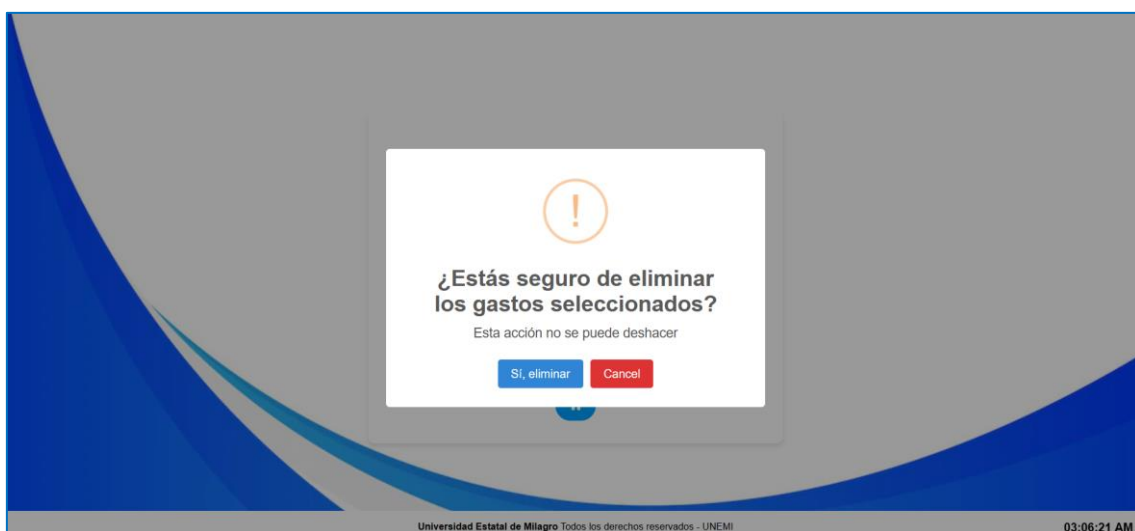 !
¿Estás seguro de eliminar
los gastos seleccionados?
Esta acción no se puede deshacer
Sí, eliminar Cancel
Universidad Estatal de Milagro Todos los derechos reservados - UNEMI
03:06:21 AM